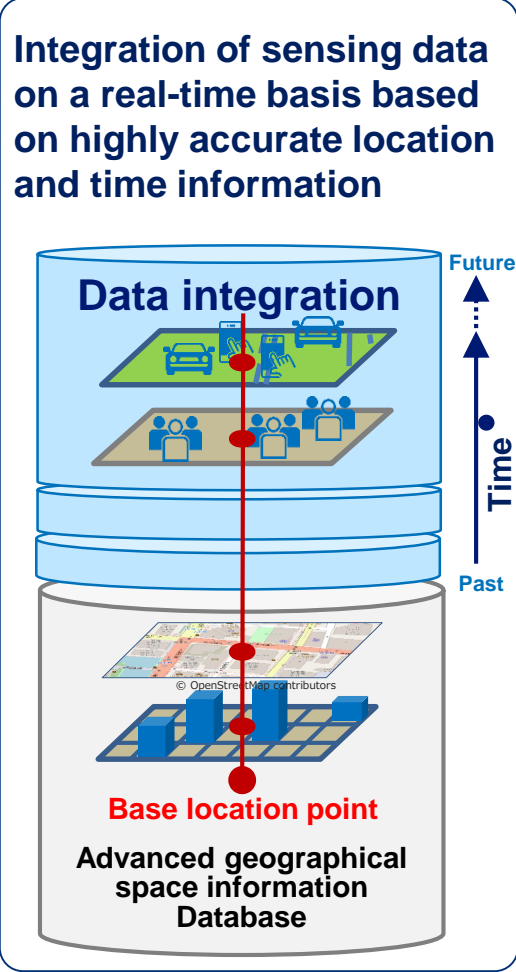 Integration of sensing data
on a real-time basis based
on highly accurate location
and time information
Future
Data integration
Time
Past
© OpenStreetMap contributors
Base location point
Advanced geographical
space information
Database